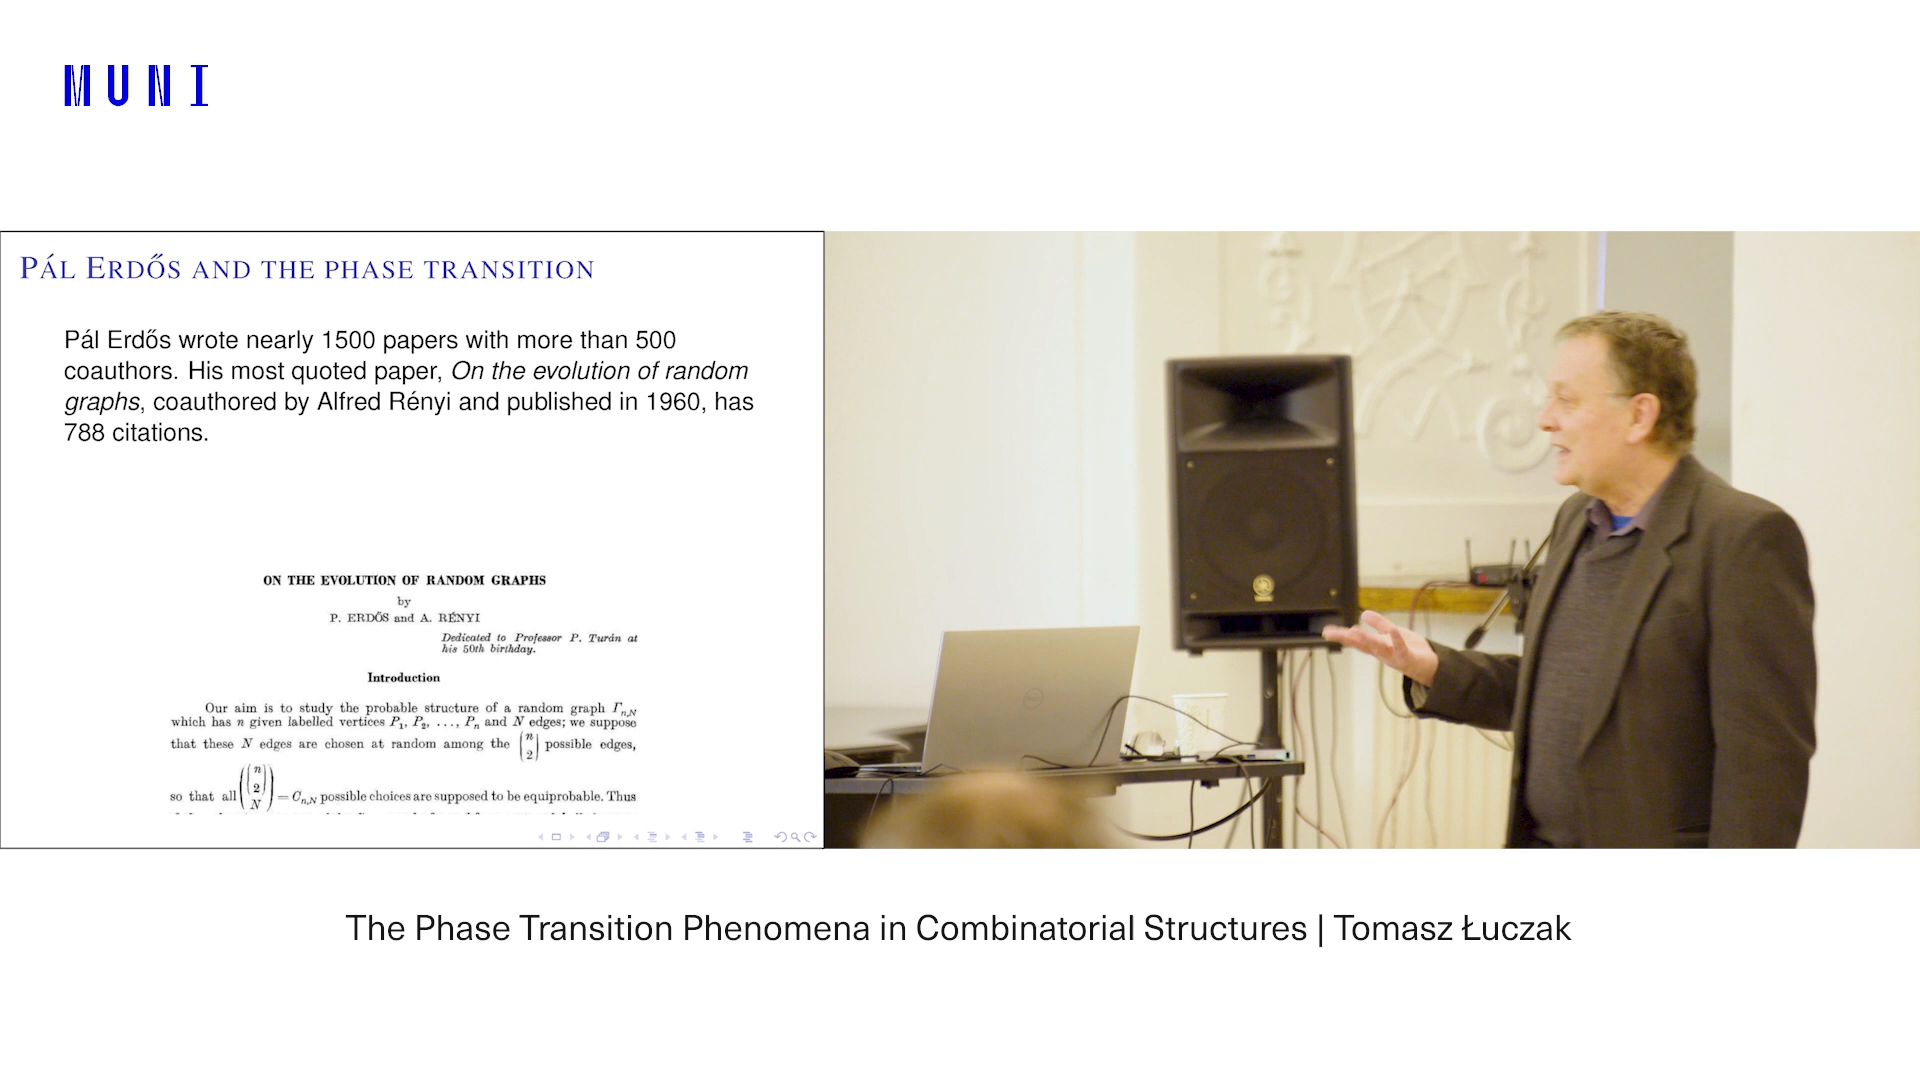 MUNI
PÁL ERDŐS AND THE PHASE TRANSITION
Pál Erdős wrote nearly 1500 papers with more than 500
coauthors. His most quoted paper, On the evolution of random
graphs, coauthored by Alfred Rényi and published in 1960, has
788 citations.
ON THE EVOLUTION OF RANDOM GRAPHS
by
P. ERDŐS and A. RÉNYI
Dedicated to Professor P. Turán at
his 50th birthday.
Introduction
Our aim is to study the probable structure of a random graph Γn,N
which has n given labelled vertices P1, P2, ..., Pn and N edges; we suppose
that these N edges are chosen at random among the (n 2) possible edges,
so that all ((n 2) N) = Cn,N possible choices are supposed to be equiprobable. Thus
The Phase Transition Phenomena in Combinatorial Structures | Tomasz Łuczak